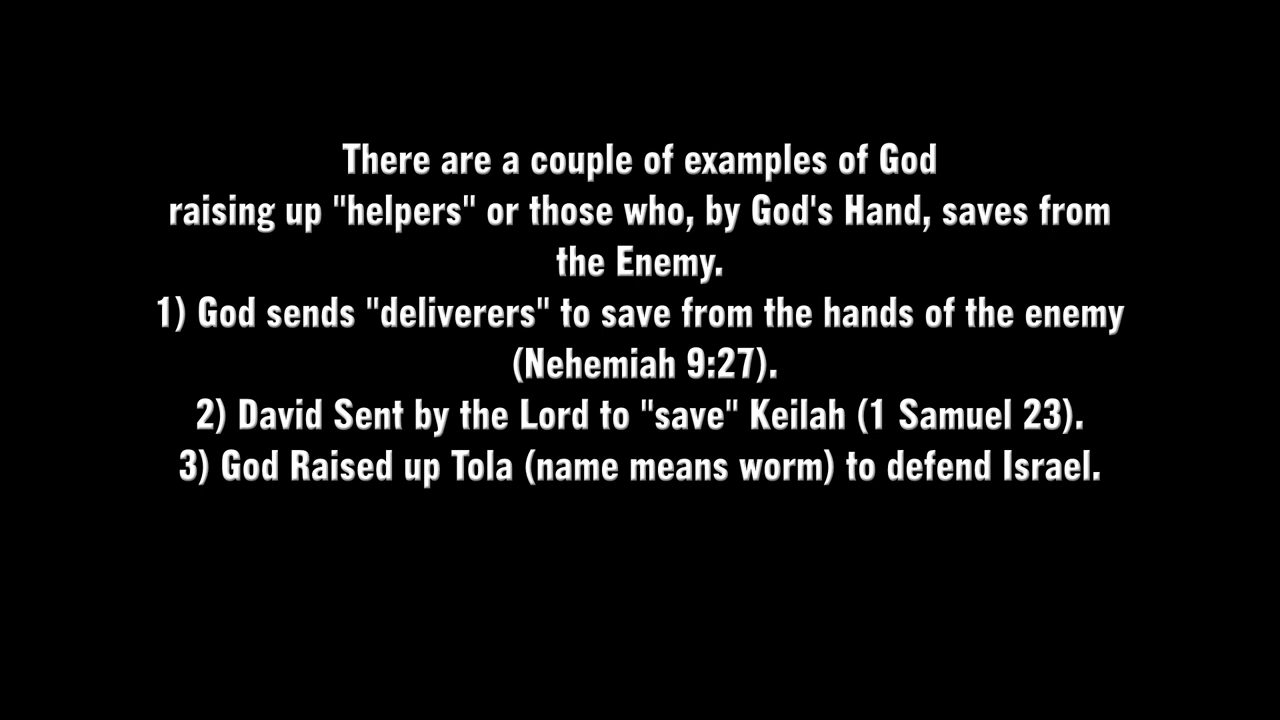 There are a couple of examples of God
raising up "helpers" or those who, by God's Hand, saves from
the Enemy.
1) God sends "deliverers" to save from the hands of the enemy
(Nehemiah 9:27).
2) David Sent by the Lord to "save" Keilah (1 Samuel 23).
3) God Raised up Tola (name means worm) to defend Israel.